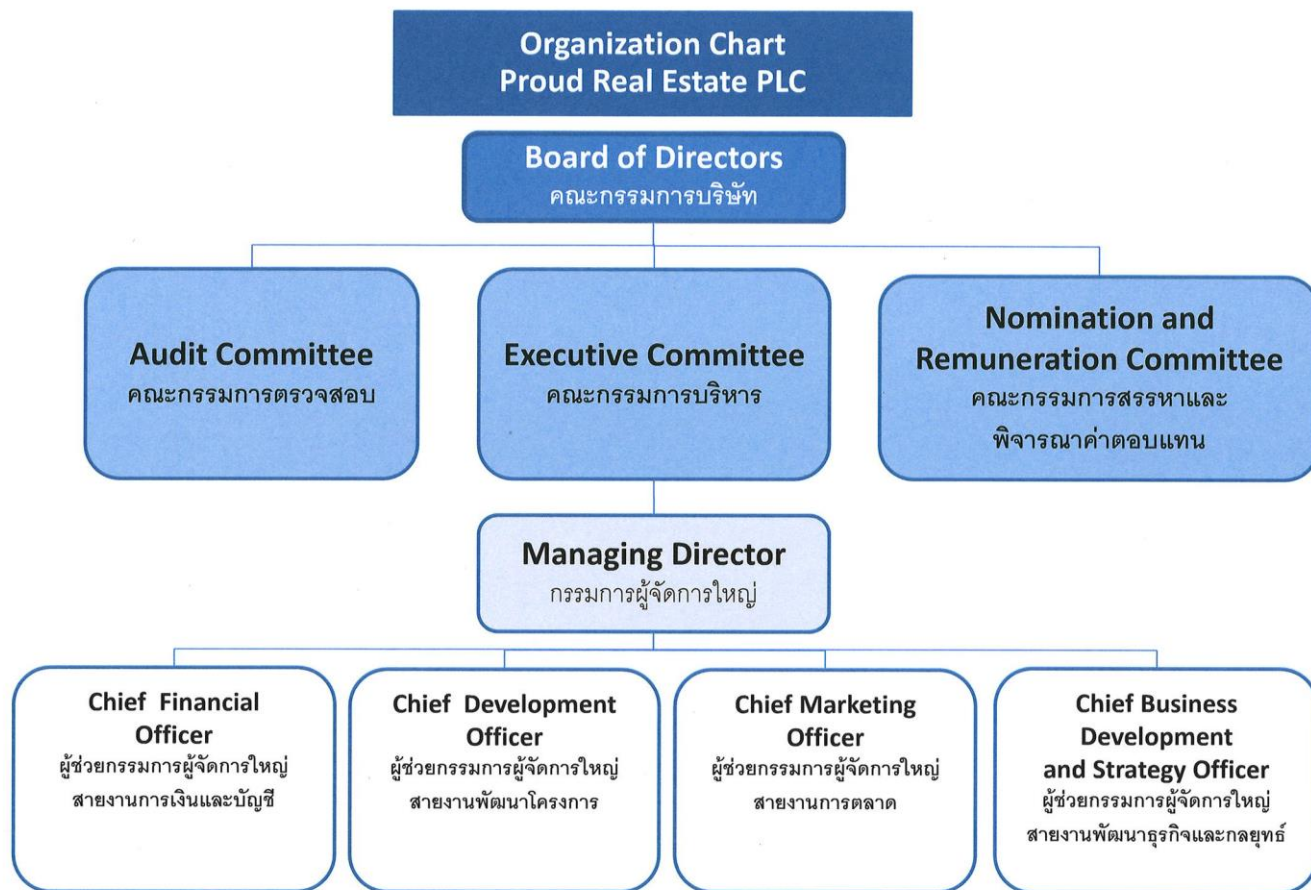 Organization Chart
Proud Real Estate PLC
Board of Directors
คณะกรรมการบริษัท
Audit Committee
คณะกรรมการตรวจสอบ
Executive Committee
คณะกรรมการบริหาร
Nomination and
Remuneration Committee
คณะกรรมการสรรหาและ
พิจารณาค่าตอบแทน
Managing Director
กรรมการผู้จัดการใหญ่
Chief Financial
Officer
ผู้ช่วยกรรมการผู้จัดการใหญ่
สายงานการเงินและบัญชี
Chief Development
Officer
ผู้ช่วยกรรมการผู้จัดการใหญ่
สายงานพัฒนาโครงการ
Chief Marketing
Officer
ผู้ช่วยกรรมการผู้จัดการใหญ่
สายงานการตลาด
Chief Business
Development
and Strategy Officer
ผู้ช่วยกรรมการผู้จัดการใหญ่
สายงานพัฒนาธุรกิจและกลยุทธ์